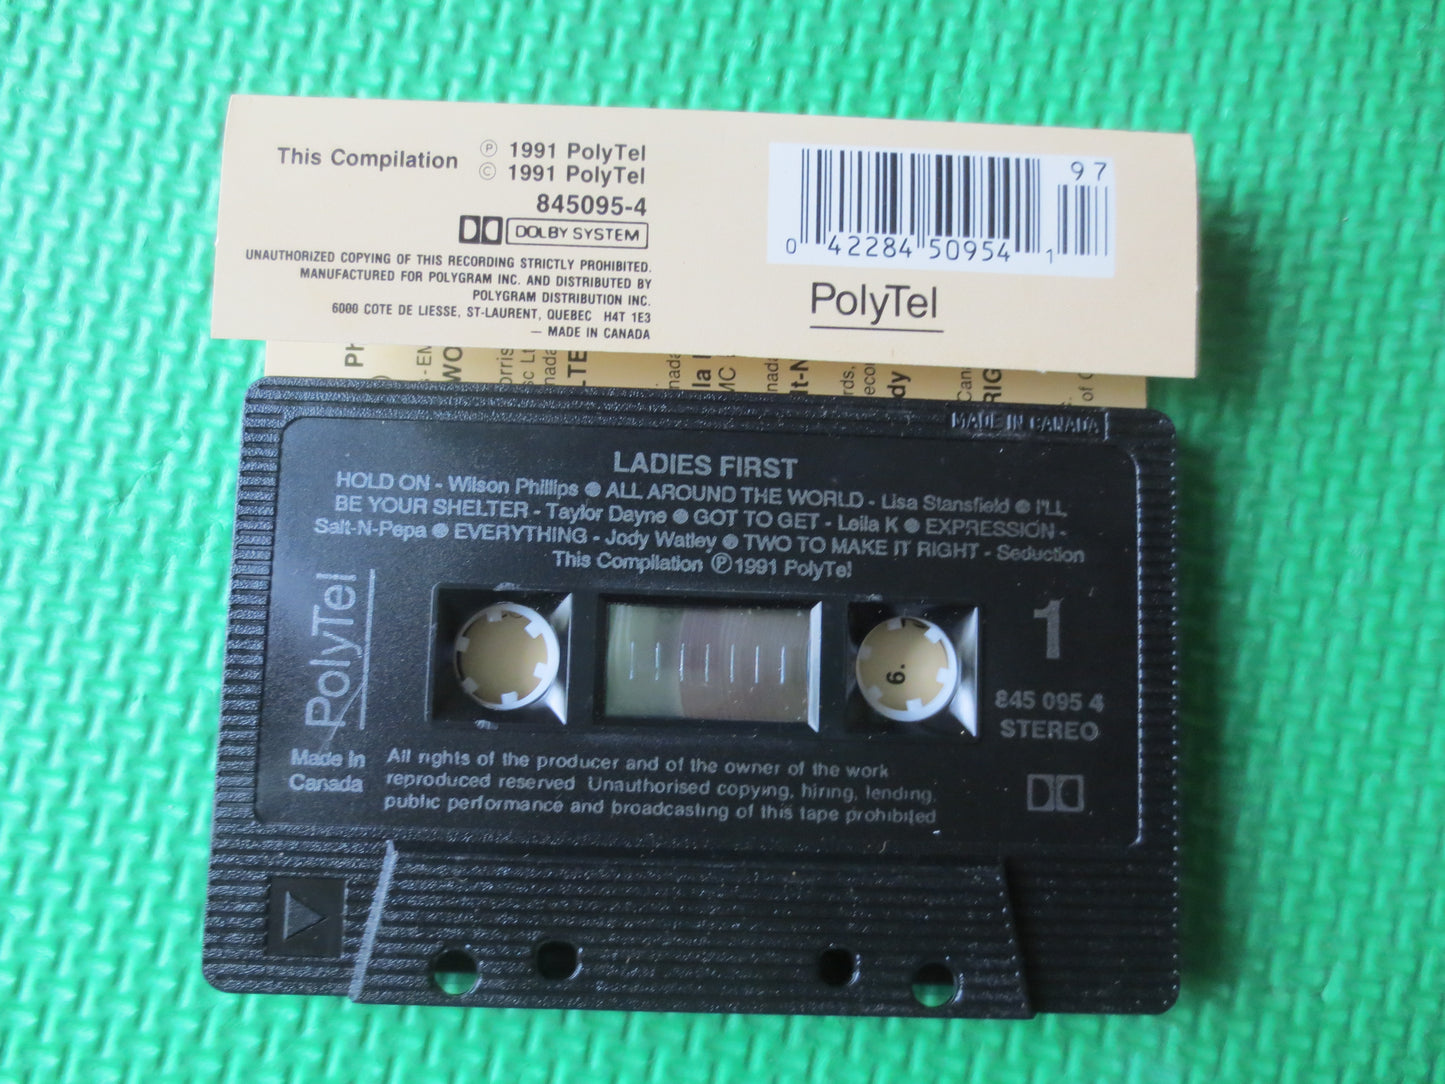 This Compilation
Ⓟ 1991 PolyTel
© 1991 PolyTel
845095-4
DOLBY SYSTEM
UNAUTHORIZED COPYING OF THIS RECORDING STRICTLY PROHIBITED.
MANUFACTURED FOR POLYGRAM INC. AND DISTRIBUTED BY
POLYGRAM DISTRIBUTION INC.
6000 COTE DE LIESSE, ST-LAURENT, QUEBEC H4T 1E3
— MADE IN CANADA
97
0 42284 50954 1
PolyTel
MADE IN CANADA
LADIES FIRST
HOLD ON - Wilson Phillips ● ALL AROUND THE WORLD - Lisa Stansfield ● I'LL
BE YOUR SHELTER - Taylor Dayne ● GOT TO GET - Leila K ● EXPRESSION -
Salt-N-Pepa ● EVERYTHING - Jody Watley ● TWO TO MAKE IT RIGHT - Seduction
This Compilation Ⓟ 1991 PolyTel
PolyTel
1
845 095 4
STEREO
Made In
Canada
All rights of the producer and of the owner of the work
reproduced reserved Unauthorised copying, hiring, lending,
public performance and broadcasting of this tape prohibited
6.